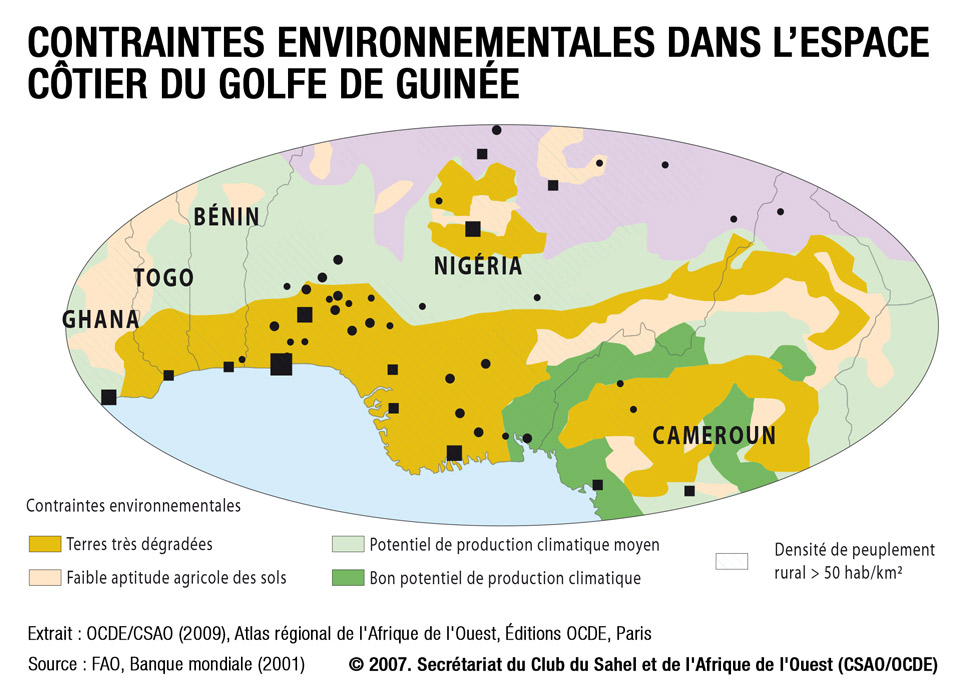 CONTRAINTES ENVIRONNEMENTALES DANS L'ESPACE
CÔTIER DU GOLFE DE GUINÉE
BÉNIN
TOGO
NIGÉRIA
GHANA
CAMEROUN
Contraintes environnementales
Terres très dégradées
Faible aptitude agricole des sols
Potentiel de production climatique moyen
Bon potentiel de production climatique
Densité de peuplement
rural > 50 hab/km²
Extrait : OCDE/CSAO (2009), Atlas régional de l'Afrique de l'Ouest, Éditions OCDE, Paris
Source : FAO, Banque mondiale (2001)
© 2007. Secrétariat du Club du Sahel et de l'Afrique de l'Ouest (CSAO/OCDE)